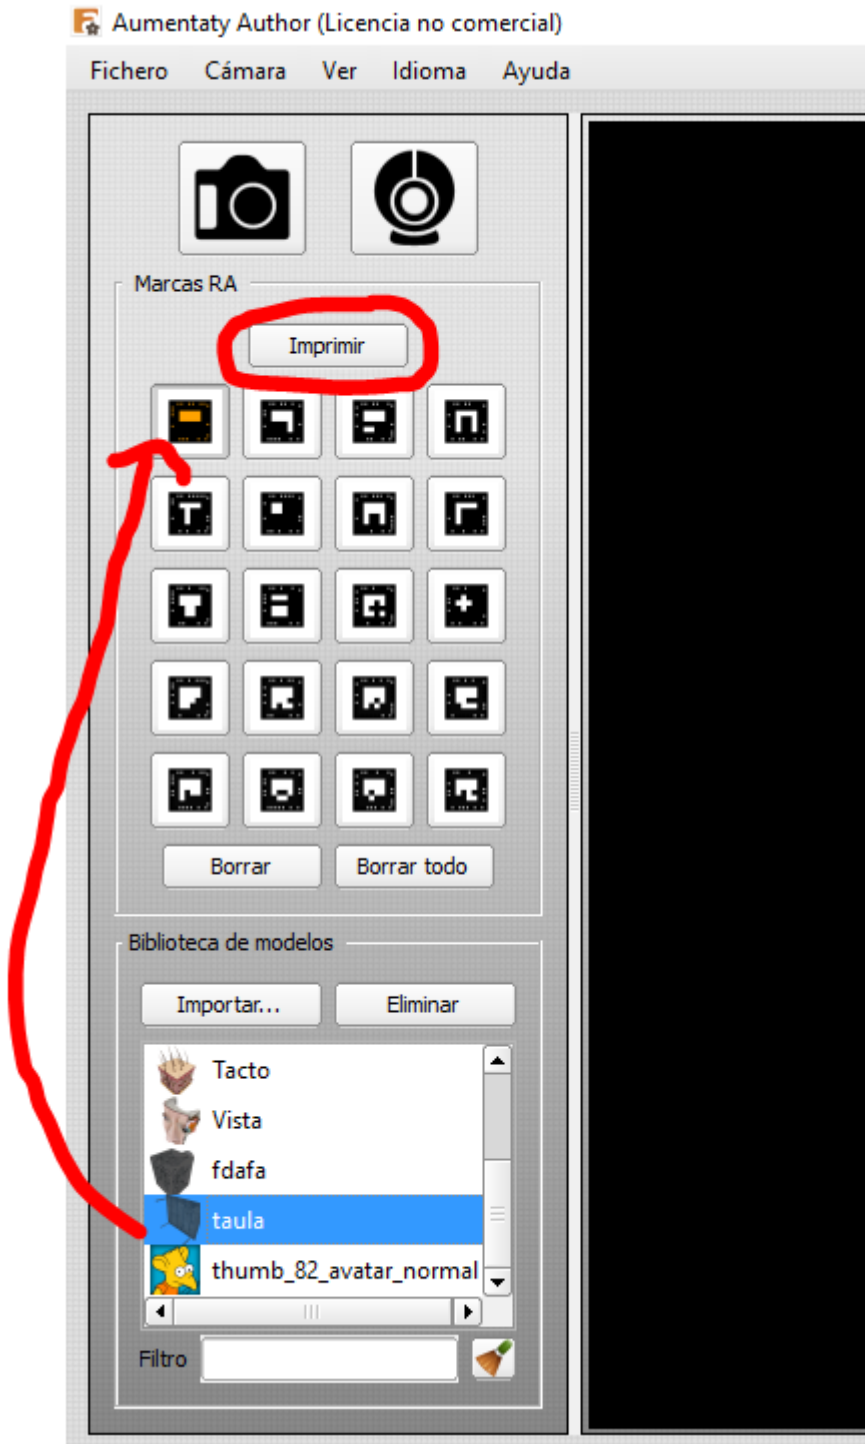 Aumentaty Author (Licencia no comercial)
Fichero Cámara Ver Idioma Ayuda
Marcas RA
Imprimir
Borrar Borrar todo
Biblioteca de modelos
Importar... Eliminar
Tacto
Vista
fdafa
taula
thumb_82_avatar_normal
Filtro